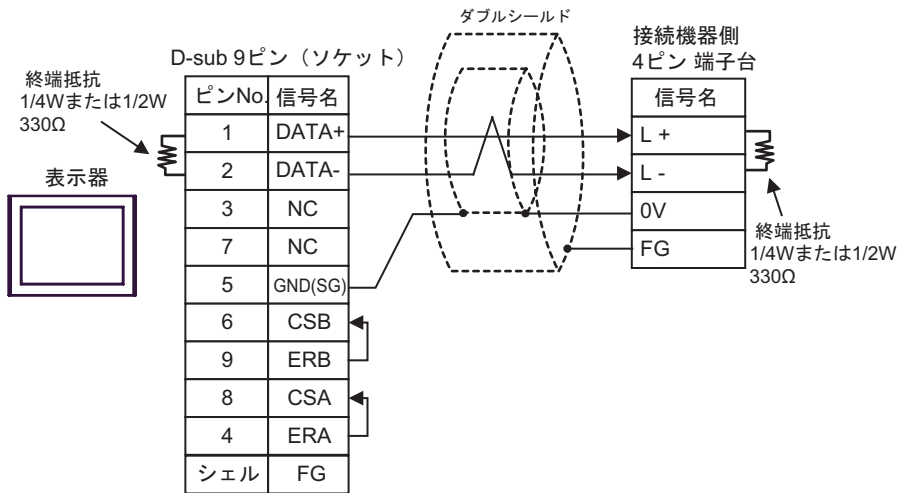 ダブルシールド
D-sub 9ピン（ソケット）
終端抵抗
1/4Wまたは1/2W
330Ω
表示器
ピンNo. 信号名
1 DATA+
2 DATA-
3 NC
7 NC
5 GND(SG)
6 CSB
9 ERB
8 CSA
4 ERA
シェル FG
接続機器側
4ピン 端子台
信号名
L +
L -
0V
FG
終端抵抗
1/4Wまたは1/2W
330Ω